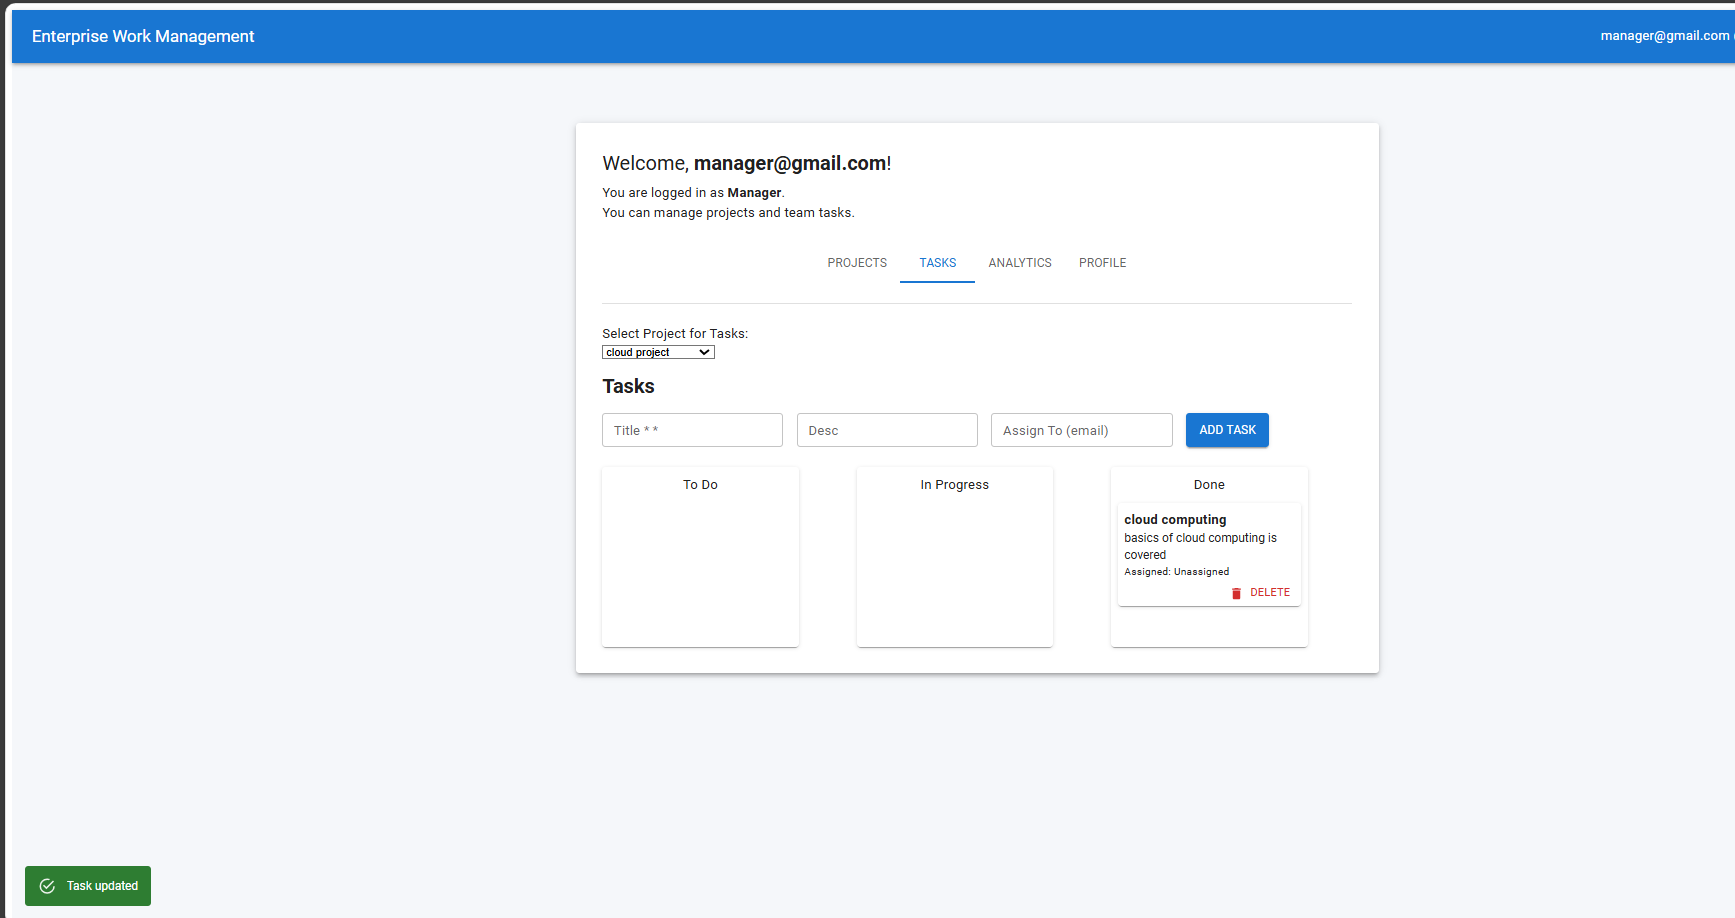 Enterprise Work Management
manager@gmail.com
Welcome, manager@gmail.com!
You are logged in as Manager.
You can manage projects and team tasks.
PROJECTS TASKS ANALYTICS PROFILE
Select Project for Tasks:
cloud project
Tasks
Title * * Desc Assign To (email) ADD TASK
To Do In Progress Done
cloud computing
basics of cloud computing is
covered
Assigned: Unassigned
DELETE
Task updated